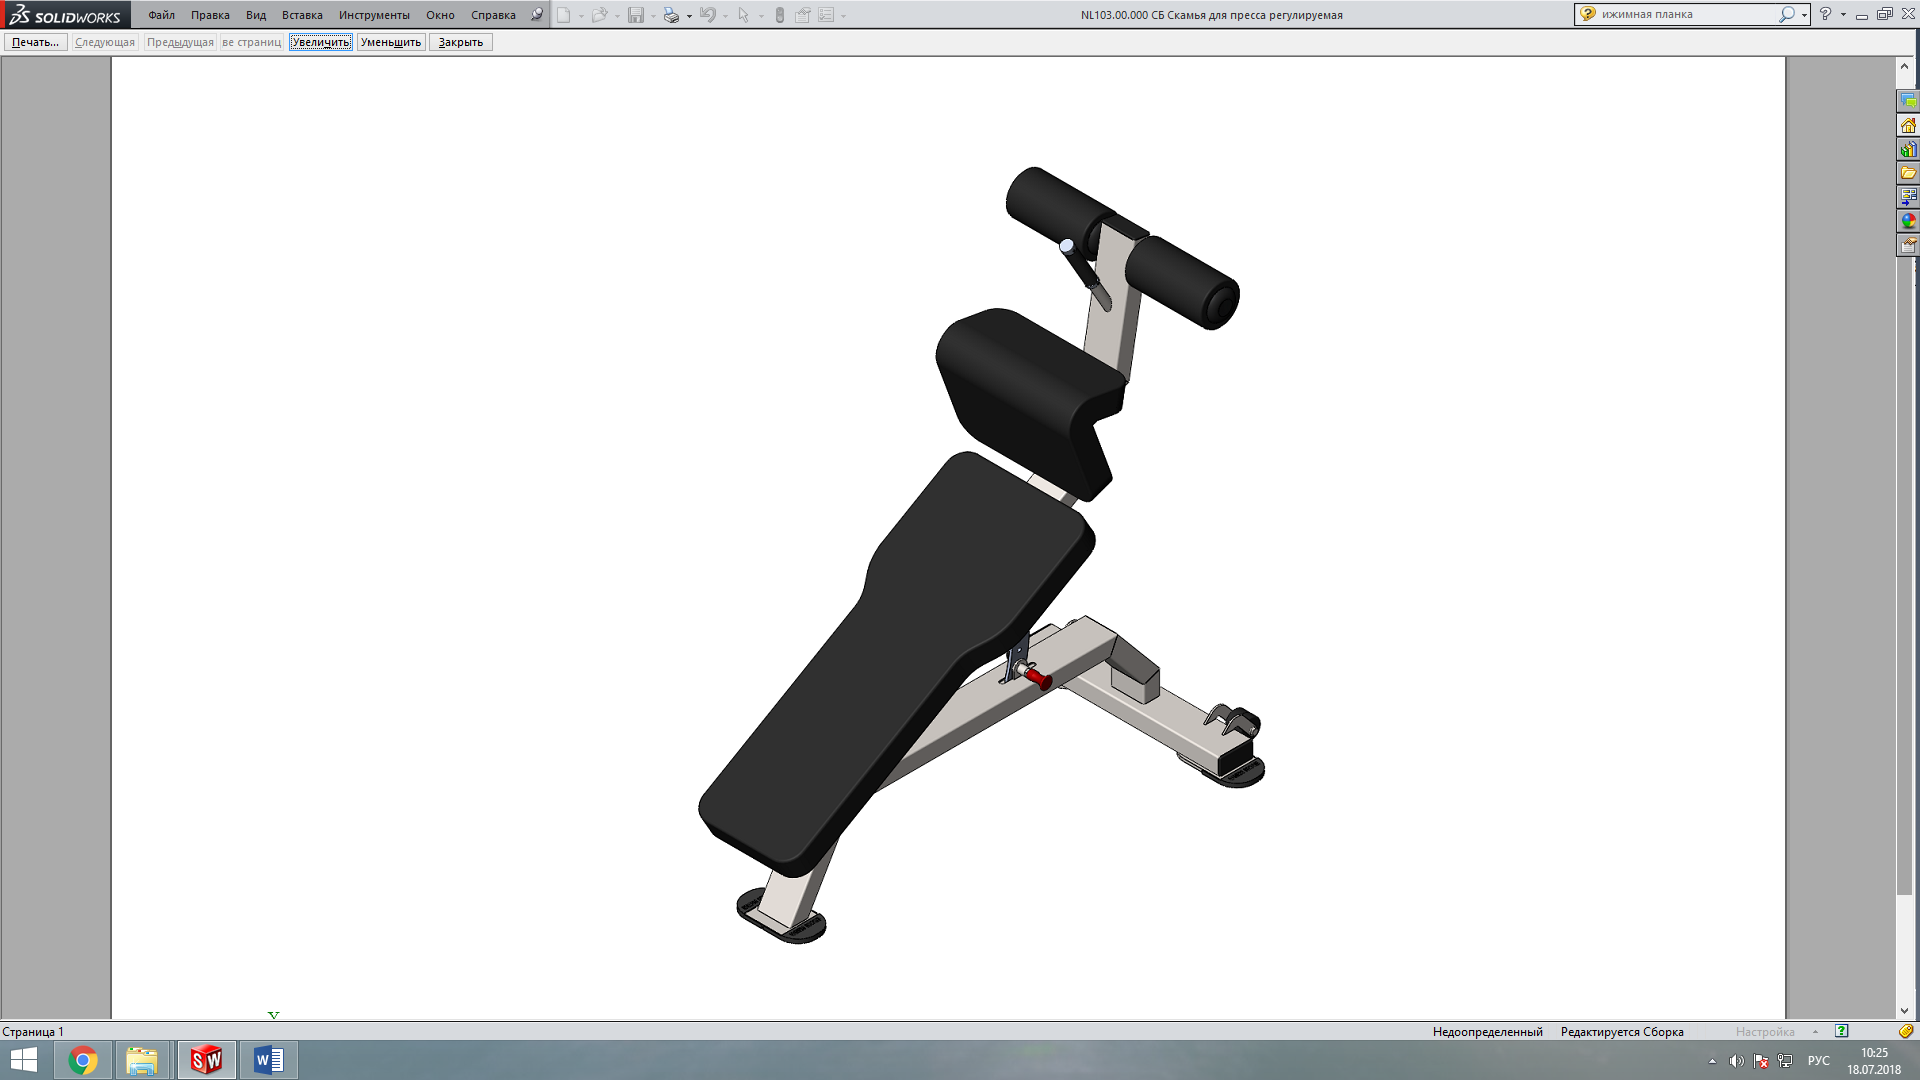 SOLIDWORKS Файл Правка Вид Вставка Инструменты Окно Справка NL103.00.000 СБ Скамья для пресса регулируемая ижимная планка
Печать... Следующая Предыдущая ве страниц Увеличить Уменьшить Закрыть
Y
Страница 1 Недоопределенный Редактируется Сборка Настройка
РУС 10:25
18.07.2018